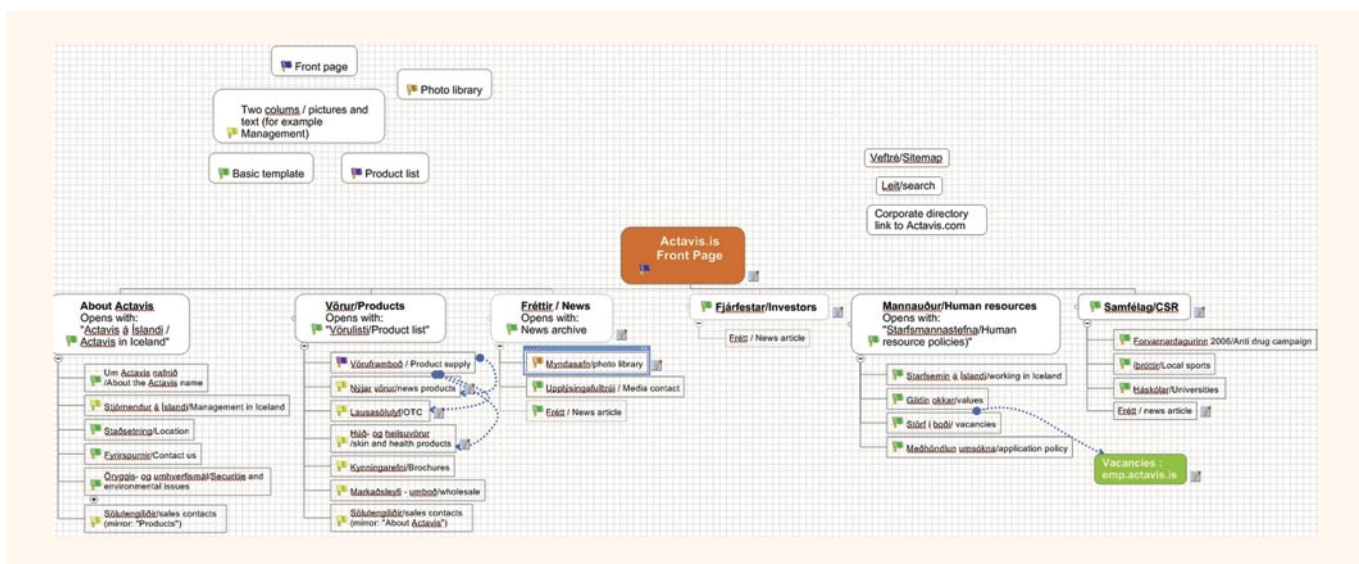 Front page
Photo library
Two colums / pictures and
text (for example
Management)
Basic template
Product list
Veftré/Sitemap
Leit/search
Corporate directory
link to Actavis.com
Actavis.is
Front Page
About Actavis
Opens with:
"Actavis á Íslandi /
Actavis in Iceland"
Um Actavis nafnið
/About the Actavis name
Stjórnendur á Íslandi/Management in Iceland
Staðsetning/Location
Fyrirspurnir/Contact us
Öryggis- og umhverfismál/Securitie and
environmental issues
Sölutengiliðir/sales contacts
(mirror: "Products")
Vörur/Products
Opens with:
"Vörulisti/Product list"
Vöruframboð / Product supply
Nýjar vörur/news products
Lausasölulyf/OTC
Húð- og heilsuvörur
/skin and health products
Kynningarefni/Brochures
Markaðsleyfi - umboð/wholesale
Sölutengiliðir/sales contacts
(mirror: "About Actavis")
Fréttir / News
Opens with:
News archive
Myndasafn/photo library
Upplýsingafulltrúi / Media contact
Frétt / News article
Fjárfestar/Investors
Frétt / News article
Mannauður/Human resources
Opens with:
"Starfsmannastefna/Human
resource policies)"
Starfsemin á Íslandi/working in Iceland
Gildin okkar/values
Störf í boði/ vacancies
Meðhöndlun umsókna/application policy
Vacancies :
emp.actavis.is
Samfélag/CSR
Forvarnardagurinn 2006/Anti drug campaign
Íþróttir/Local sports
Háskólar/Universities
Frétt / news article